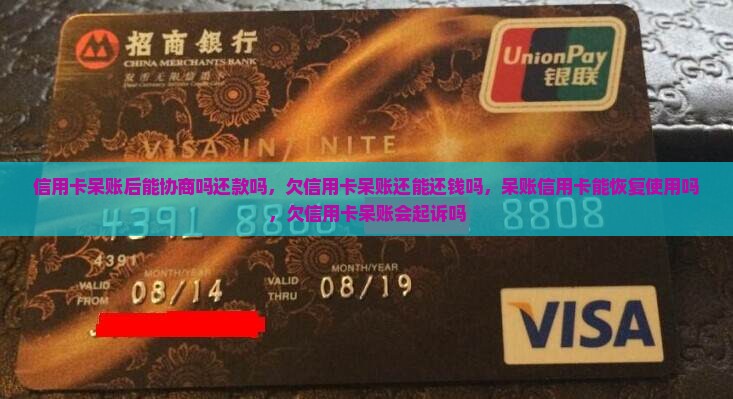 招商銀行
CHINA MERCHANTS BANK
UnionPay
银联
VISA INFINITE
信用卡呆账后能协商吗还款吗，欠信用卡呆账还能还钱吗，呆账信用卡能恢复使用吗
，欠信用卡呆账会起诉吗
4391 8808
4391
MONTH/YEAR MONTH/YEAR
VALID FROM 08/14 VALID THRU 08/19
VISA